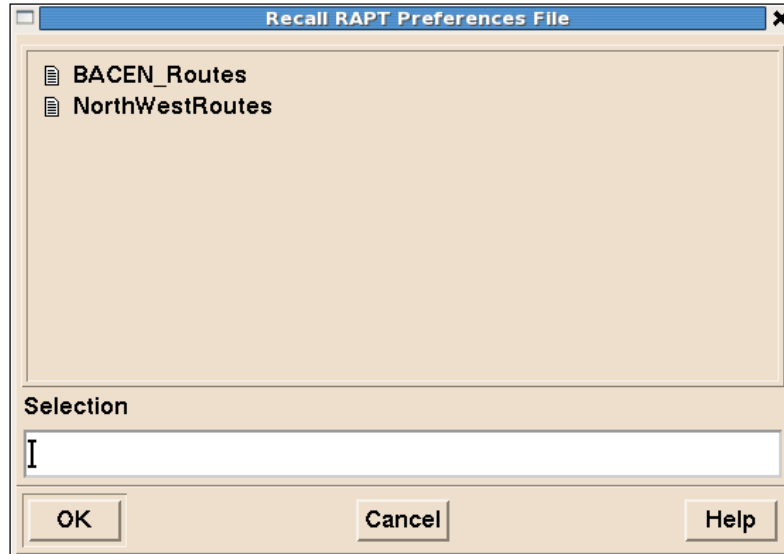 Recall RAPT Preferences File
BACEN_Routes
NorthWestRoutes
Selection
OK Cancel Help